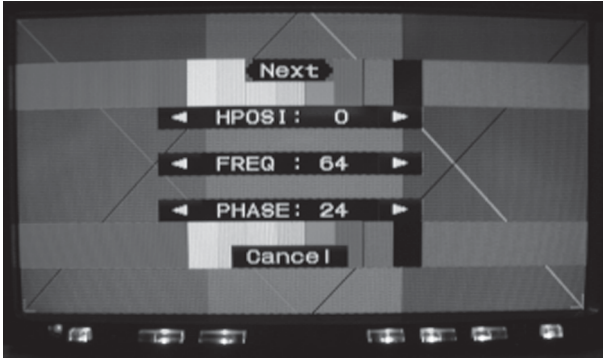 Next
◄ HPOSI: 0 ►
◄ FREQ : 64 ►
◄ PHASE: 24 ►
Cancel